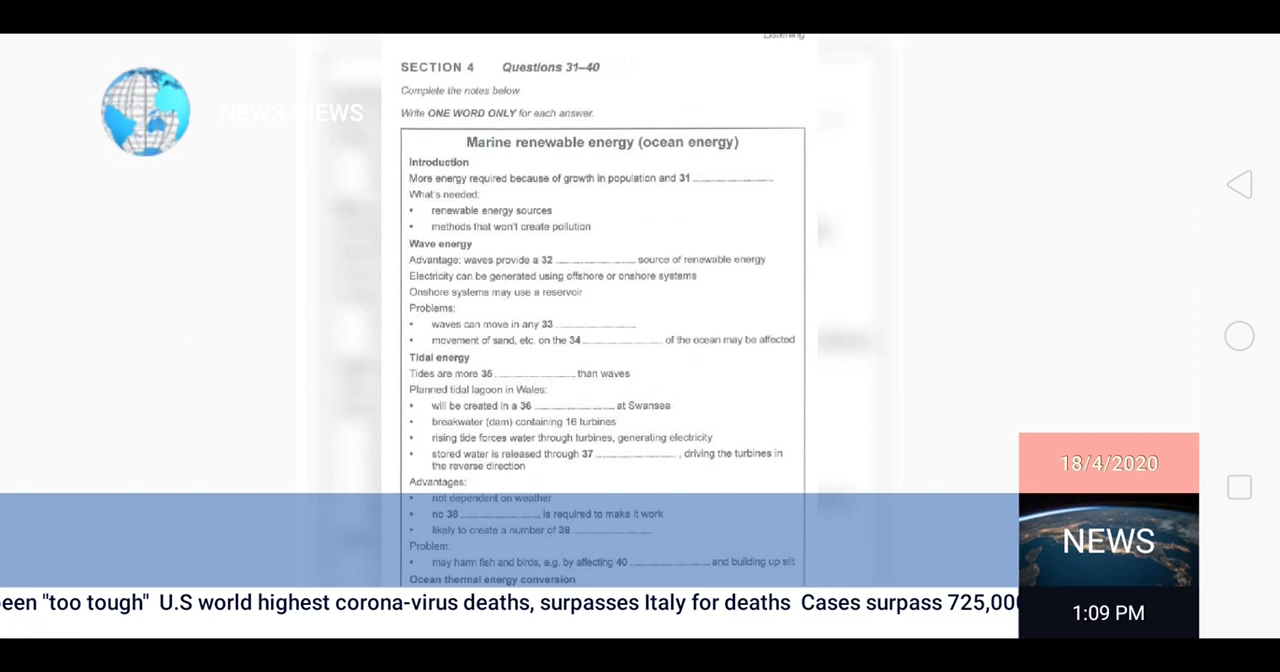 Listening
NEWS-VIEWS
SECTION 4 Questions 31–40
Complete the notes below.
Write ONE WORD ONLY for each answer.
Marine renewable energy (ocean energy)
Introduction
More energy required because of growth in population and 31 ....................
What's needed:
• renewable energy sources
• methods that won't create pollution
Wave energy
Advantage: waves provide a 32 .................... source of renewable energy
Electricity can be generated using offshore or onshore systems
Onshore systems may use a reservoir
Problems:
• waves can move in any 33 ....................
• movement of sand, etc. on the 34 .................... of the ocean may be affected
Tidal energy
Tides are more 35 .................... than waves
Planned tidal lagoon in Wales:
• will be created in a 36 .................... at Swansea
• breakwater (dam) containing 16 turbines
• rising tide forces water through turbines, generating electricity
• stored water is released through 37 ...................., driving the turbines in
the reverse direction
Advantages:
• not dependent on weather
• no 38 .................... is required to make it work
• likely to create a number of 39 ....................
Problem:
• may harm fish and birds, e.g. by affecting 40 .................... and building up silt
Ocean thermal energy conversion
18/4/2020
NEWS
1:09 PM
een "too tough" U.S world highest corona-virus deaths, surpasses Italy for deaths Cases surpass 725,000